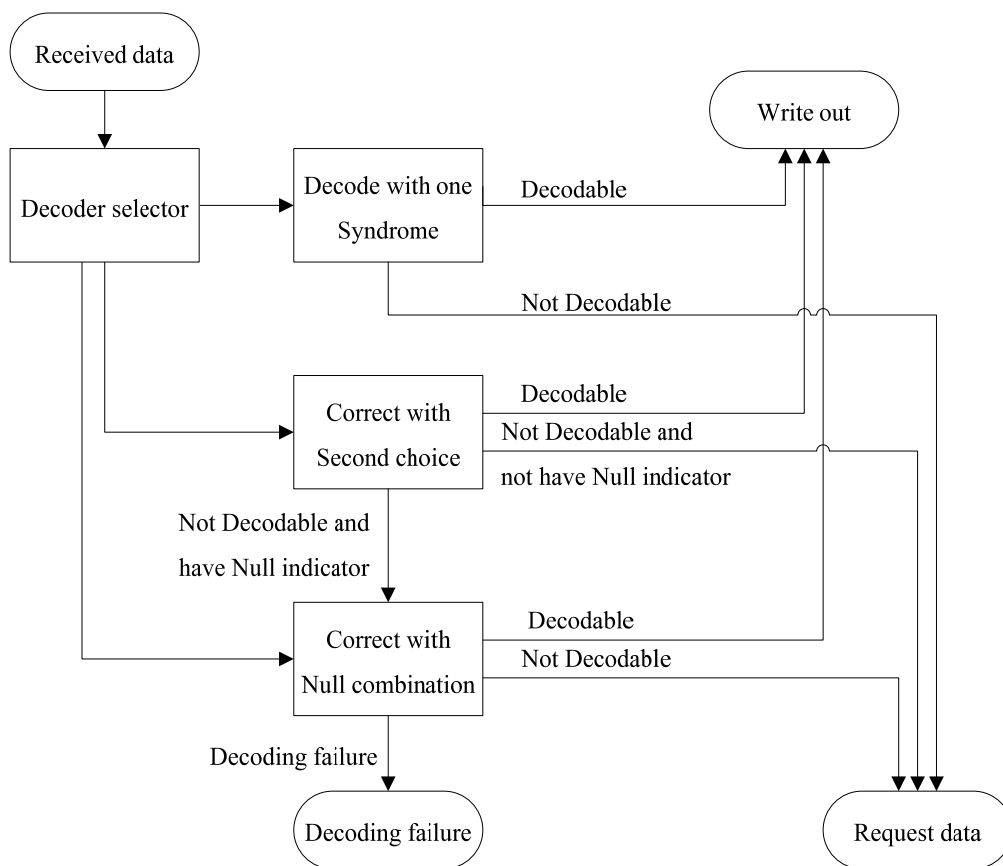 Received data
Write out
Decoder selector
Decode with one
Syndrome
Decodable
Not Decodable
Correct with
Second choice
Decodable
Not Decodable and
not have Null indicator
Not Decodable and
have Null indicator
Correct with
Null combination
Decodable
Not Decodable
Decoding failure
Decoding failure
Request data